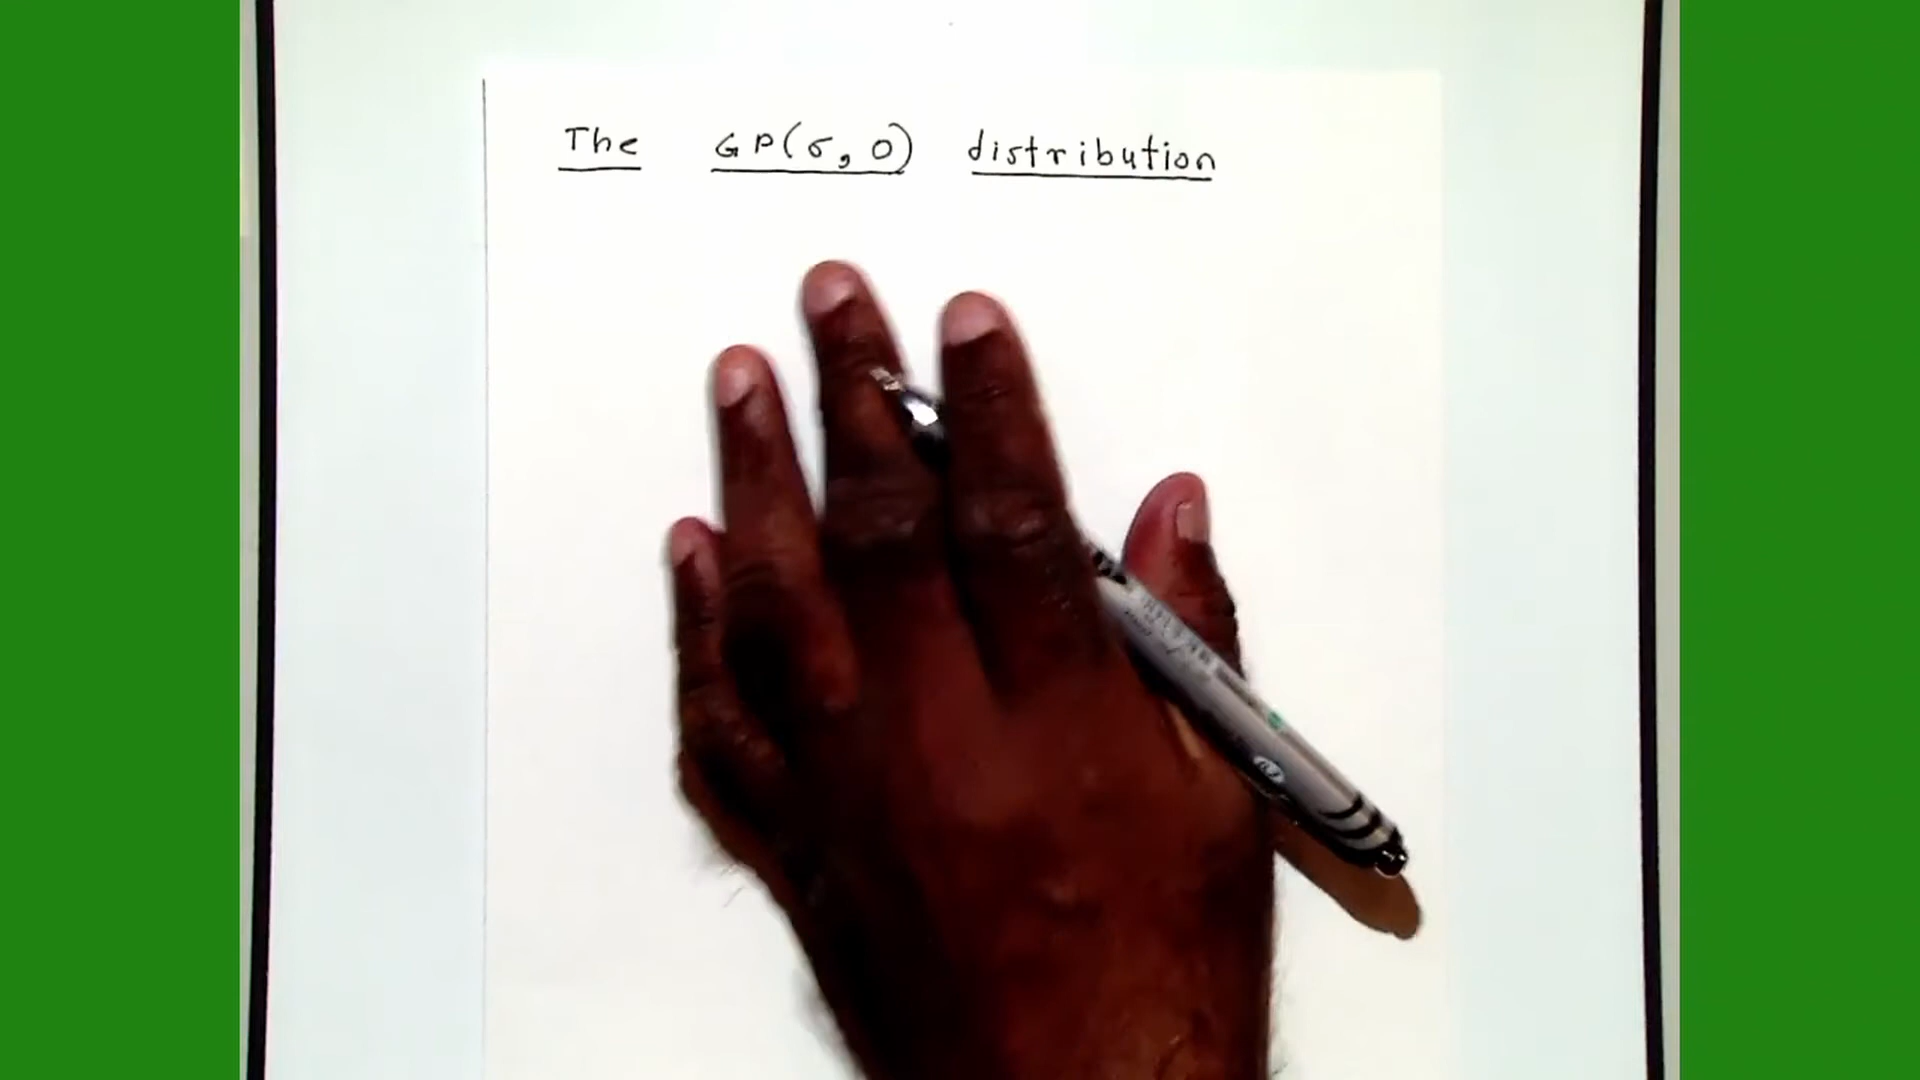 The GP(σ, 0) distribution